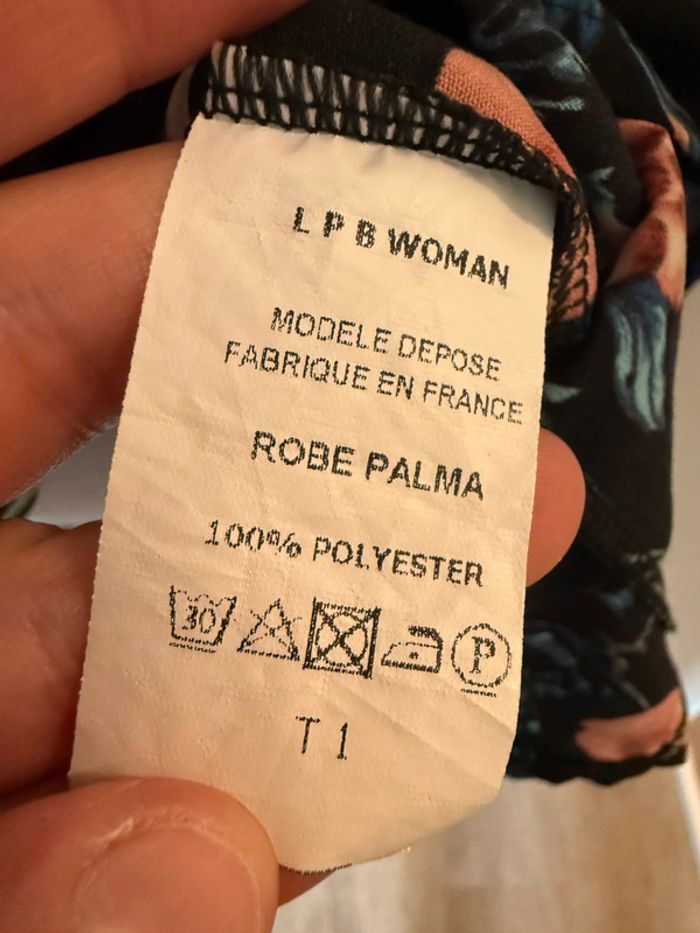 L P B WOMAN
MODELE DEPOSE
FABRIQUE EN FRANCE
ROBE PALMA
100% POLYESTER
30 P
T 1